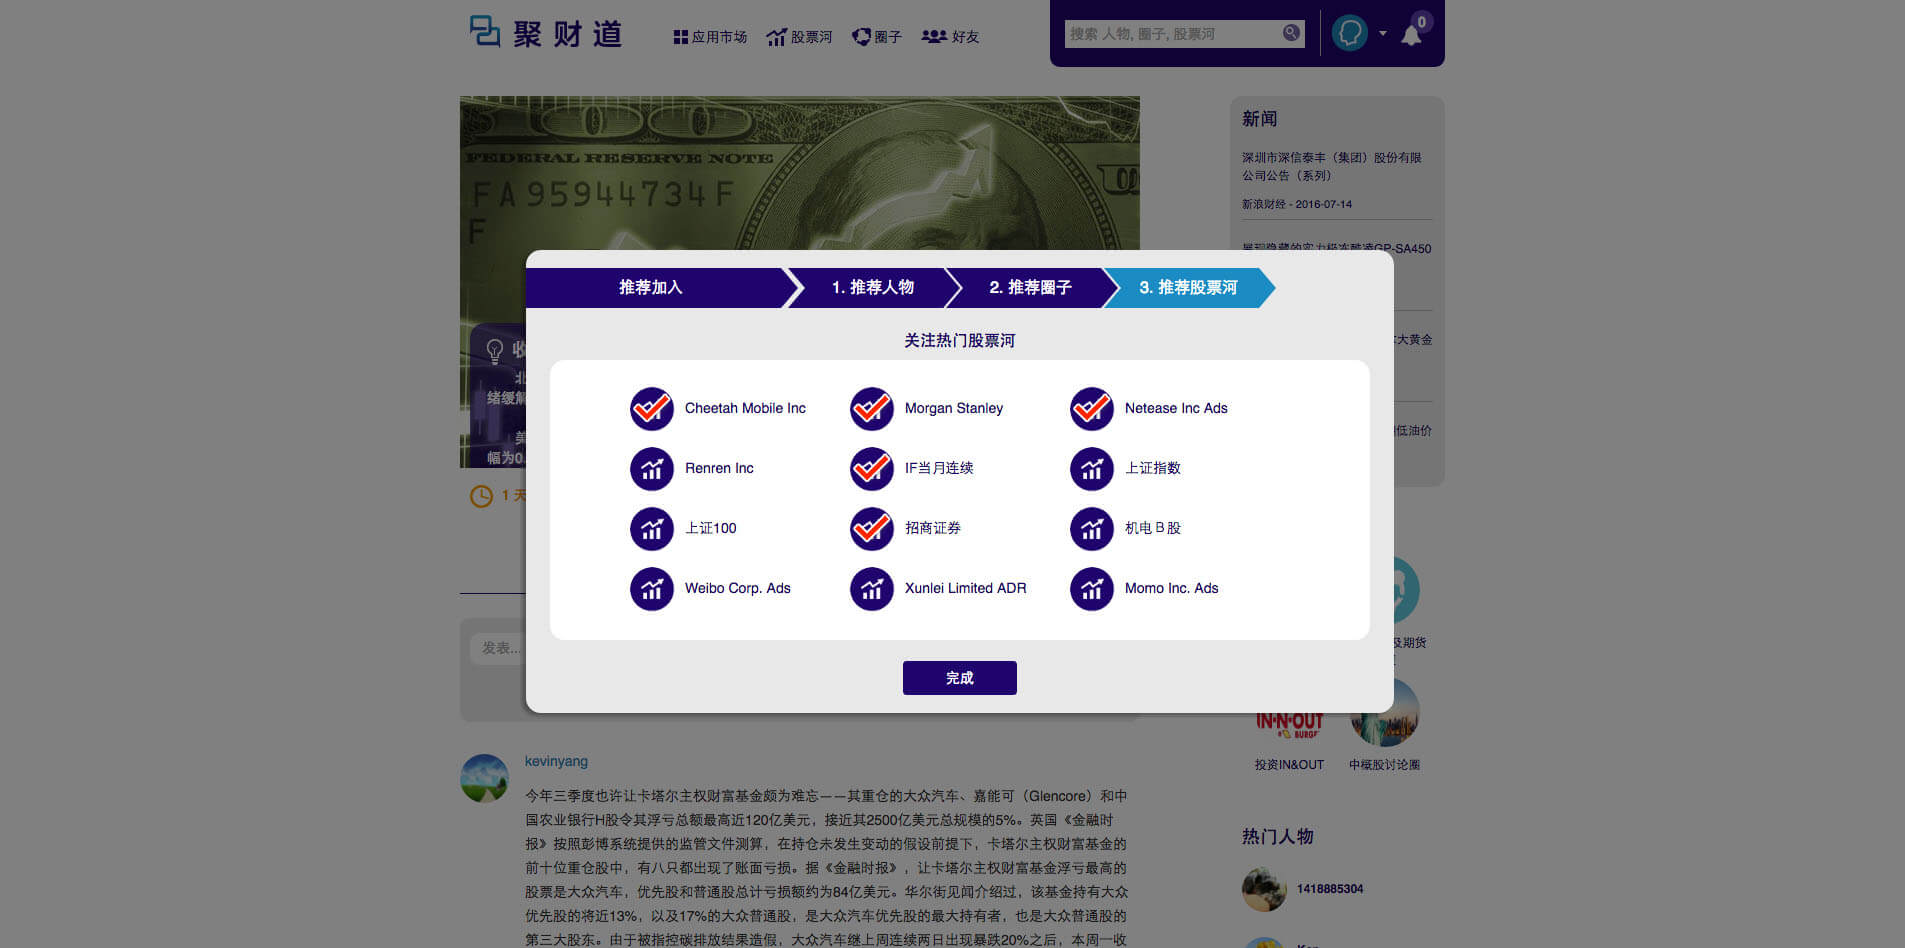 聚财道
应用市场
股票河
圈子
好友
搜索 人物, 圈子, 股票河
0
FEDERAL RESERVE NOTE
FA95944734F
F
新闻
深圳市深信泰丰（集团）股份有限
公司公告（系列）
新浪财经 - 2016-07-14
GP-SA450
大黄金
低油价
推荐加入
1. 推荐人物
2. 推荐圈子
3. 推荐股票河
关注热门股票河
Cheetah Mobile Inc
Morgan Stanley
Netease Inc Ads
Renren Inc
IF当月连续
上证指数
上证100
招商证券
机电Ｂ股
Weibo Corp. Ads
Xunlei Limited ADR
Momo Inc. Ads
完成
收
北
绪缓解
美
幅为0.
1 天
发表...
及期货
IN-N-OUT
BURGER
投资IN&OUT
中概股讨论圈
kevinyang
今年三季度也许让卡塔尔主权财富基金颇为难忘——其重仓的大众汽车、嘉能可（Glencore）和中
国农业银行H股令其浮亏总额最高近120亿美元，接近其2500亿美元总规模的5%。英国《金融时
报》按照彭博系统提供的监管文件测算，在持仓未发生变动的假设前提下，卡塔尔主权财富基金的
前十位重仓股中，有八只都出现了账面亏损。据《金融时报》，让卡塔尔主权财富基金浮亏最高的
股票是大众汽车，优先股和普通股总计亏损额约为84亿美元。华尔街见闻介绍过，该基金持有大众
优先股的将近13%，以及17%的大众普通股，是大众汽车优先股的最大持有者，也是大众普通股的
第三大股东。由于被指控碳排放结果造假，大众汽车继上周连续两日出现暴跌20%之后，本周一收
热门人物
1418885304